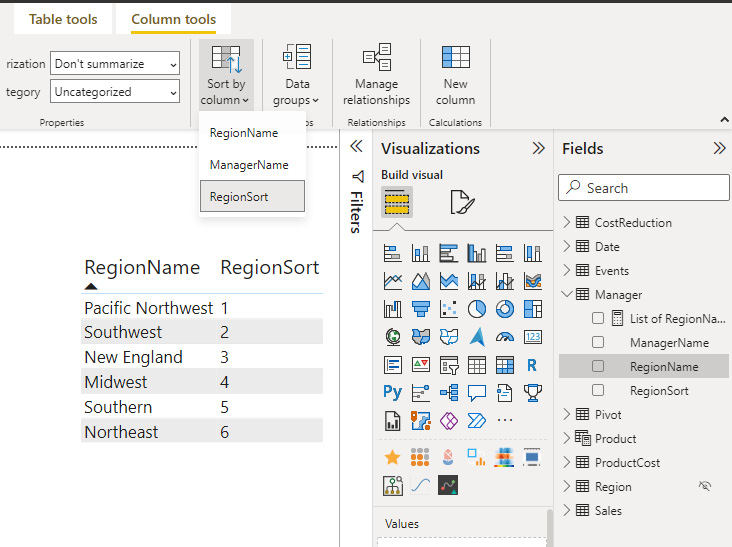 Table tools Column tools
rization Don't summarize
tegory Uncategorized
Properties
Sort by
column
Data
groups
ps
Manage
relationships
Relationships
New
column
Calculations
RegionName
ManagerName
RegionSort
RegionName RegionSort
Pacific Northwest 1
Southwest 2
New England 3
Midwest 4
Southern 5
Northeast 6
Filters
Visualizations
Build visual
123
R
Py
Values
Fields
Search
CostReduction
Date
Events
Manager
List of RegionNa...
ManagerName
RegionName
RegionSort
Pivot
Product
ProductCost
Region
Sales